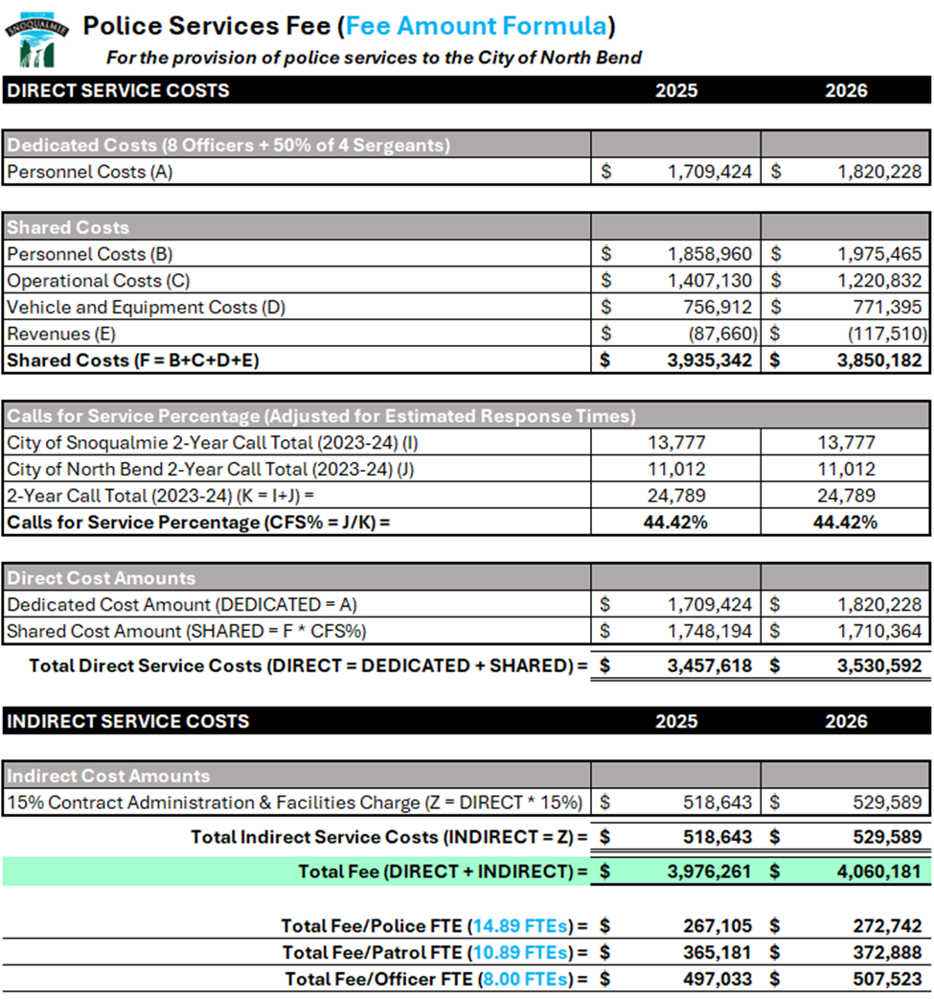 SNOQUALMIE
Police Services Fee (Fee Amount Formula)
For the provision of police services to the City of North Bend
DIRECT SERVICE COSTS 2025 2026
Dedicated Costs (8 Officers + 50% of 4 Sergeants)
Personnel Costs (A) $ 1,709,424 $ 1,820,228
Shared Costs
Personnel Costs (B) $ 1,858,960 $ 1,975,465
Operational Costs (C) $ 1,407,130 $ 1,220,832
Vehicle and Equipment Costs (D) $ 756,912 $ 771,395
Revenues (E) $ (87,660) $ (117,510)
Shared Costs (F = B+C+D+E) $ 3,935,342 $ 3,850,182
Calls for Service Percentage (Adjusted for Estimated Response Times)
City of Snoqualmie 2-Year Call Total (2023-24) (I) 13,777 13,777
City of North Bend 2-Year Call Total (2023-24) (J) 11,012 11,012
2-Year Call Total (2023-24) (K = I+J) = 24,789 24,789
Calls for Service Percentage (CFS% = J/K) = 44.42% 44.42%
Direct Cost Amounts
Dedicated Cost Amount (DEDICATED = A) $ 1,709,424 $ 1,820,228
Shared Cost Amount (SHARED = F * CFS%) $ 1,748,194 $ 1,710,364
Total Direct Service Costs (DIRECT = DEDICATED + SHARED) = $ 3,457,618 $ 3,530,592
INDIRECT SERVICE COSTS 2025 2026
Indirect Cost Amounts
15% Contract Administration & Facilities Charge (Z = DIRECT * 15%) $ 518,643 $ 529,589
Total Indirect Service Costs (INDIRECT = Z) = $ 518,643 $ 529,589
Total Fee (DIRECT + INDIRECT) = $ 3,976,261 $ 4,060,181
Total Fee/Police FTE (14.89 FTEs) = $ 267,105 $ 272,742
Total Fee/Patrol FTE (10.89 FTEs) = $ 365,181 $ 372,888
Total Fee/Officer FTE (8.00 FTEs) = $ 497,033 $ 507,523